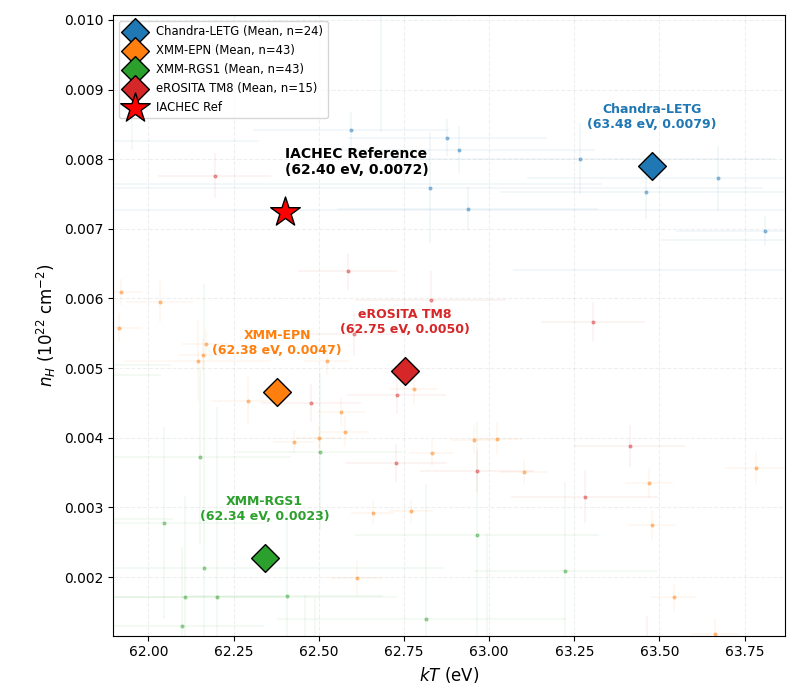 0.010
0.009
0.008
0.007
0.006
0.005
0.004
0.003
0.002
n_H (10^22 cm^−2)
Chandra-LETG (Mean, n=24)
XMM-EPN (Mean, n=43)
XMM-RGS1 (Mean, n=43)
eROSITA TM8 (Mean, n=15)
IACHEC Ref
Chandra-LETG
(63.48 eV, 0.0079)
IACHEC Reference
(62.40 eV, 0.0072)
eROSITA TM8
(62.75 eV, 0.0050)
XMM-EPN
(62.38 eV, 0.0047)
XMM-RGS1
(62.34 eV, 0.0023)
62.00 62.25 62.50 62.75 63.00 63.25 63.50 63.75
kT (eV)